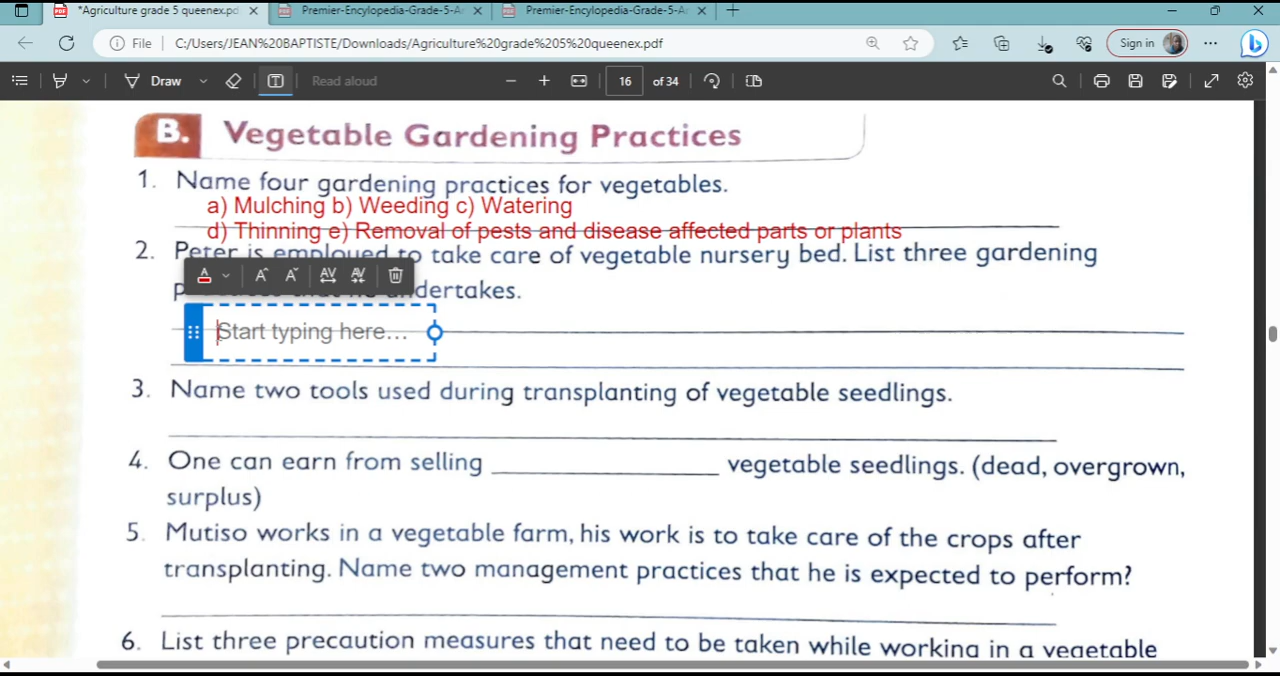 *Agriculture grade 5 queenex.pd
Premier-Encylopedia-Grade-5-A
Premier-Encylopedia-Grade-5-A
File C:/Users/JEAN%20BAPTISTE/Downloads/Agriculture%20grade%205%20queenex.pdf Sign in
Draw Read aloud 16 of 34
B. Vegetable Gardening Practices
1. Name four gardening practices for vegetables.
a) Mulching b) Weeding c) Watering
d) Thinning e) Removal of pests and disease affected parts or plants
2. Peter is employed to take care of vegetable nursery bed. List three gardening
undertakes.
Start typing here...
3. Name two tools used during transplanting of vegetable seedlings.
4. One can earn from selling ____________ vegetable seedlings. (dead, overgrown,
surplus)
5. Mutiso works in a vegetable farm, his work is to take care of the crops after
transplanting. Name two management practices that he is expected to perform?
6. List three precaution measures that need to be taken while working in a vegetable